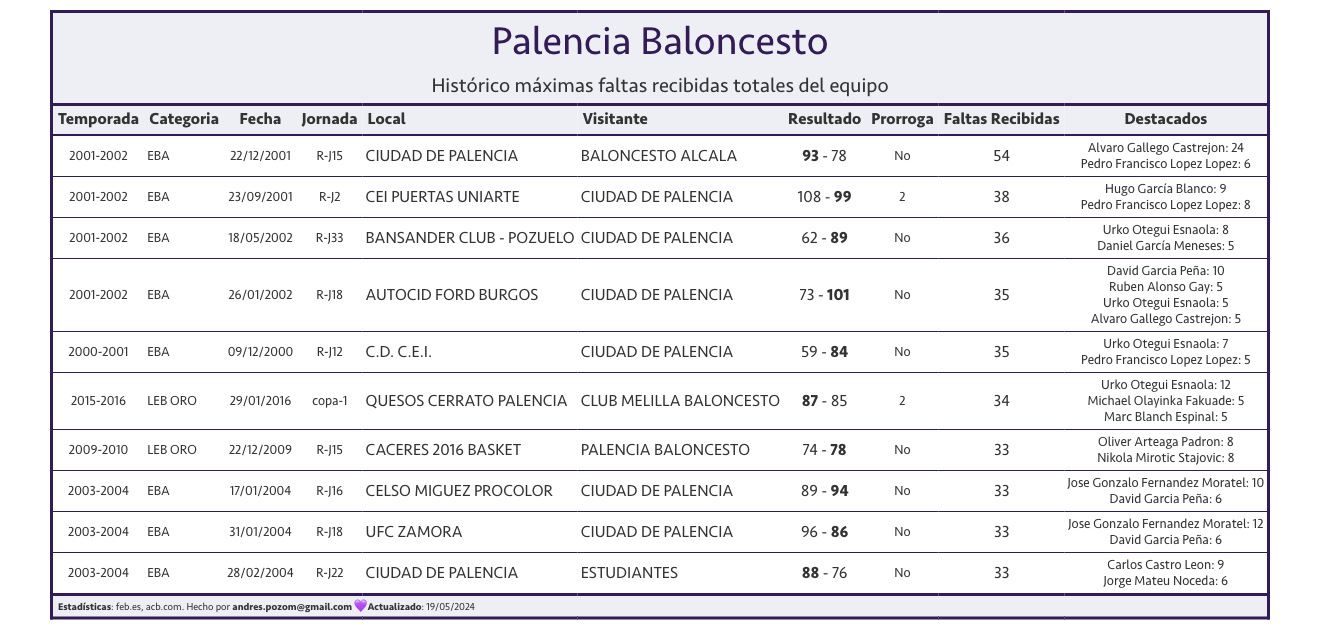 Palencia Baloncesto
Histórico máximas faltas recibidas totales del equipo
Temporada Categoria Fecha Jornada Local Visitante Resultado Prorroga Faltas Recibidas Destacados
2001-2002 EBA 22/12/2001 R-J15 CIUDAD DE PALENCIA BALONCESTO ALCALA 93 - 78 No 54 Alvaro Gallego Castrejon: 24
Pedro Francisco Lopez Lopez: 6
2001-2002 EBA 23/09/2001 R-J2 CEI PUERTAS UNIARTE CIUDAD DE PALENCIA 108 - 99 2 38 Hugo García Blanco: 9
Pedro Francisco Lopez Lopez: 8
2001-2002 EBA 18/05/2002 R-J33 BANSANDER CLUB - POZUELO CIUDAD DE PALENCIA 62 - 89 No 36 Urko Otegui Esnaola: 8
Daniel García Meneses: 5
2001-2002 EBA 26/01/2002 R-J18 AUTOCID FORD BURGOS CIUDAD DE PALENCIA 73 - 101 No 35 David Garcia Peña: 10
Ruben Alonso Gay: 5
Urko Otegui Esnaola: 5
Alvaro Gallego Castrejon: 5
2000-2001 EBA 09/12/2000 R-J12 C.D. C.E.I. CIUDAD DE PALENCIA 59 - 84 No 35 Urko Otegui Esnaola: 7
Pedro Francisco Lopez Lopez: 5
2015-2016 LEB ORO 29/01/2016 copa-1 QUESOS CERRATO PALENCIA CLUB MELILLA BALONCESTO 87 - 85 2 34 Urko Otegui Esnaola: 12
Michael Olayinka Fakuade: 5
Marc Blanch Espinal: 5
2009-2010 LEB ORO 22/12/2009 R-J15 CACERES 2016 BASKET PALENCIA BALONCESTO 74 - 78 No 33 Oliver Arteaga Padron: 8
Nikola Mirotic Stajovic: 8
2003-2004 EBA 17/01/2004 R-J16 CELSO MIGUEZ PROCOLOR CIUDAD DE PALENCIA 89 - 94 No 33 Jose Gonzalo Fernandez Moratel: 10
David Garcia Peña: 6
2003-2004 EBA 31/01/2004 R-J18 UFC ZAMORA CIUDAD DE PALENCIA 96 - 86 No 33 Jose Gonzalo Fernandez Moratel: 12
David Garcia Peña: 6
2003-2004 EBA 28/02/2004 R-J22 CIUDAD DE PALENCIA ESTUDIANTES 88 - 76 No 33 Carlos Castro Leon: 9
Jorge Mateu Noceda: 6
Estadísticas: feb.es, acb.com. Hecho por andres.pozom@gmail.com 💜Actualizado: 19/05/2024